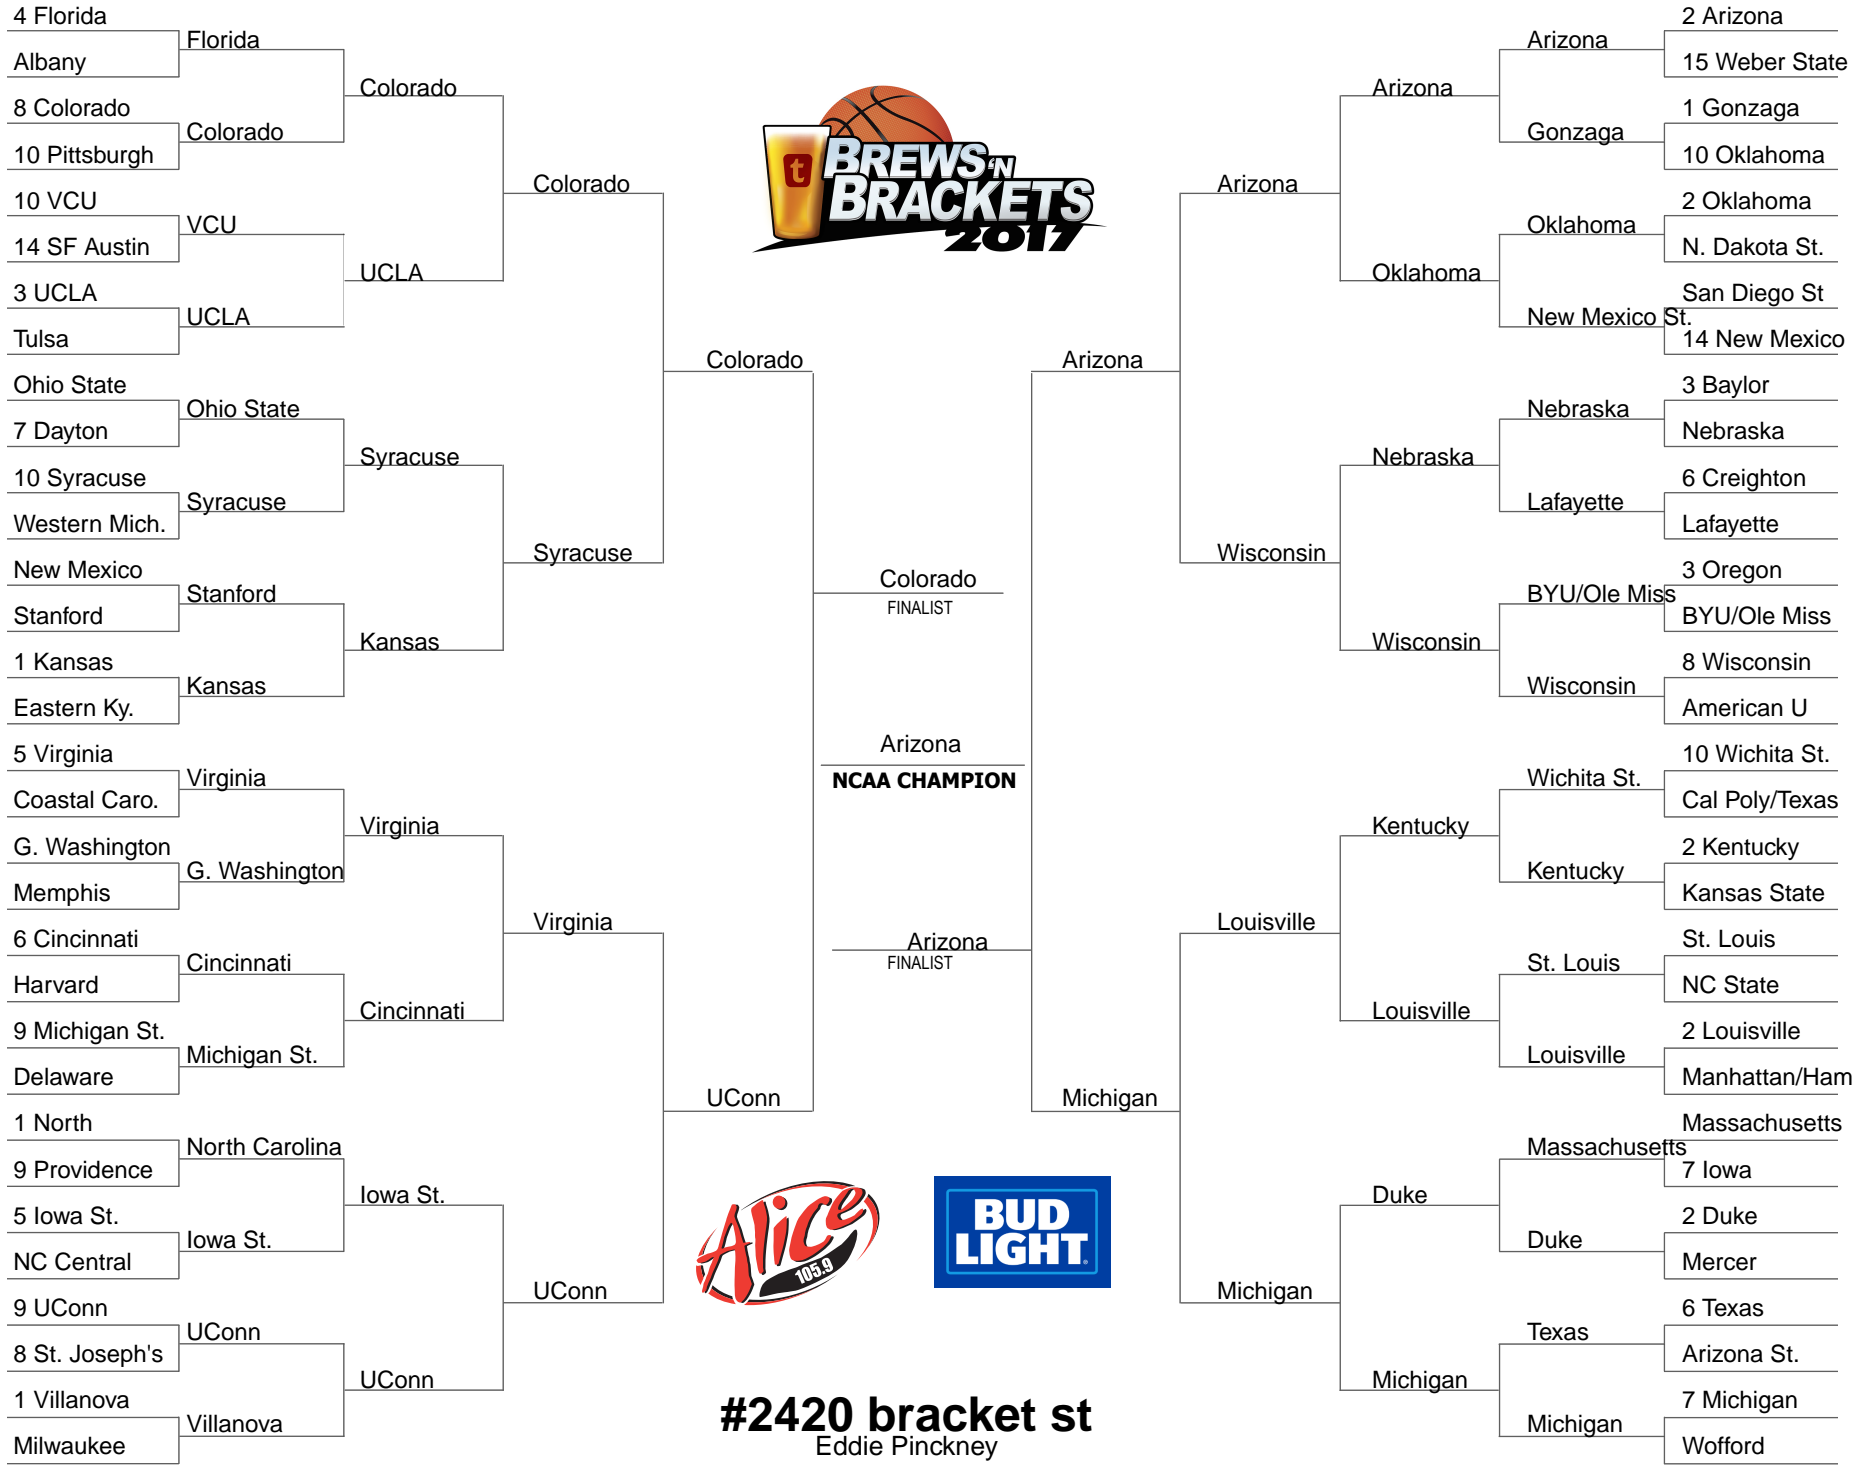 4 Florida
Albany
8 Colorado
10 Pittsburgh
10 VCU
14 SF Austin
3 UCLA
Tulsa
Ohio State
7 Dayton
10 Syracuse
Western Mich.
New Mexico
Stanford
1 Kansas
Eastern Ky.
5 Virginia
Coastal Caro.
G. Washington
Memphis
6 Cincinnati
Harvard
9 Michigan St.
Delaware
1 North
9 Providence
5 Iowa St.
NC Central
9 UConn
8 St. Joseph's
1 Villanova
Milwaukee
Florida
Colorado
VCU
UCLA
Ohio State
Syracuse
Stanford
Kansas
Virginia
G. Washington
Cincinnati
Michigan St.
North Carolina
Iowa St.
UConn
Villanova
Colorado
UCLA
Syracuse
Kansas
Virginia
Cincinnati
Iowa St.
UConn
Colorado
Syracuse
Virginia
UConn
Colorado
UConn
t
BREWS 'N
BRACKETS
2017
Colorado
FINALIST
Arizona
NCAA CHAMPION
Arizona
FINALIST
Alice
105.9
BUD
LIGHT
#2420 bracket st
Eddie Pinckney
Arizona
Michigan
Arizona
Wisconsin
Louisville
Michigan
Arizona
Oklahoma
Nebraska
Wisconsin
Kentucky
Louisville
Duke
Michigan
Arizona
Gonzaga
Oklahoma
New Mexico St.
Nebraska
Lafayette
BYU/Ole Miss
Wisconsin
Wichita St.
Kentucky
St. Louis
Louisville
Massachusetts
Duke
Texas
Michigan
2 Arizona
15 Weber State
1 Gonzaga
10 Oklahoma
2 Oklahoma
N. Dakota St.
San Diego St
14 New Mexico
3 Baylor
Nebraska
6 Creighton
Lafayette
3 Oregon
BYU/Ole Miss
8 Wisconsin
American U
10 Wichita St.
Cal Poly/Texas
2 Kentucky
Kansas State
St. Louis
NC State
2 Louisville
Manhattan/Ham
Massachusetts
7 Iowa
2 Duke
Mercer
6 Texas
Arizona St.
7 Michigan
Wofford